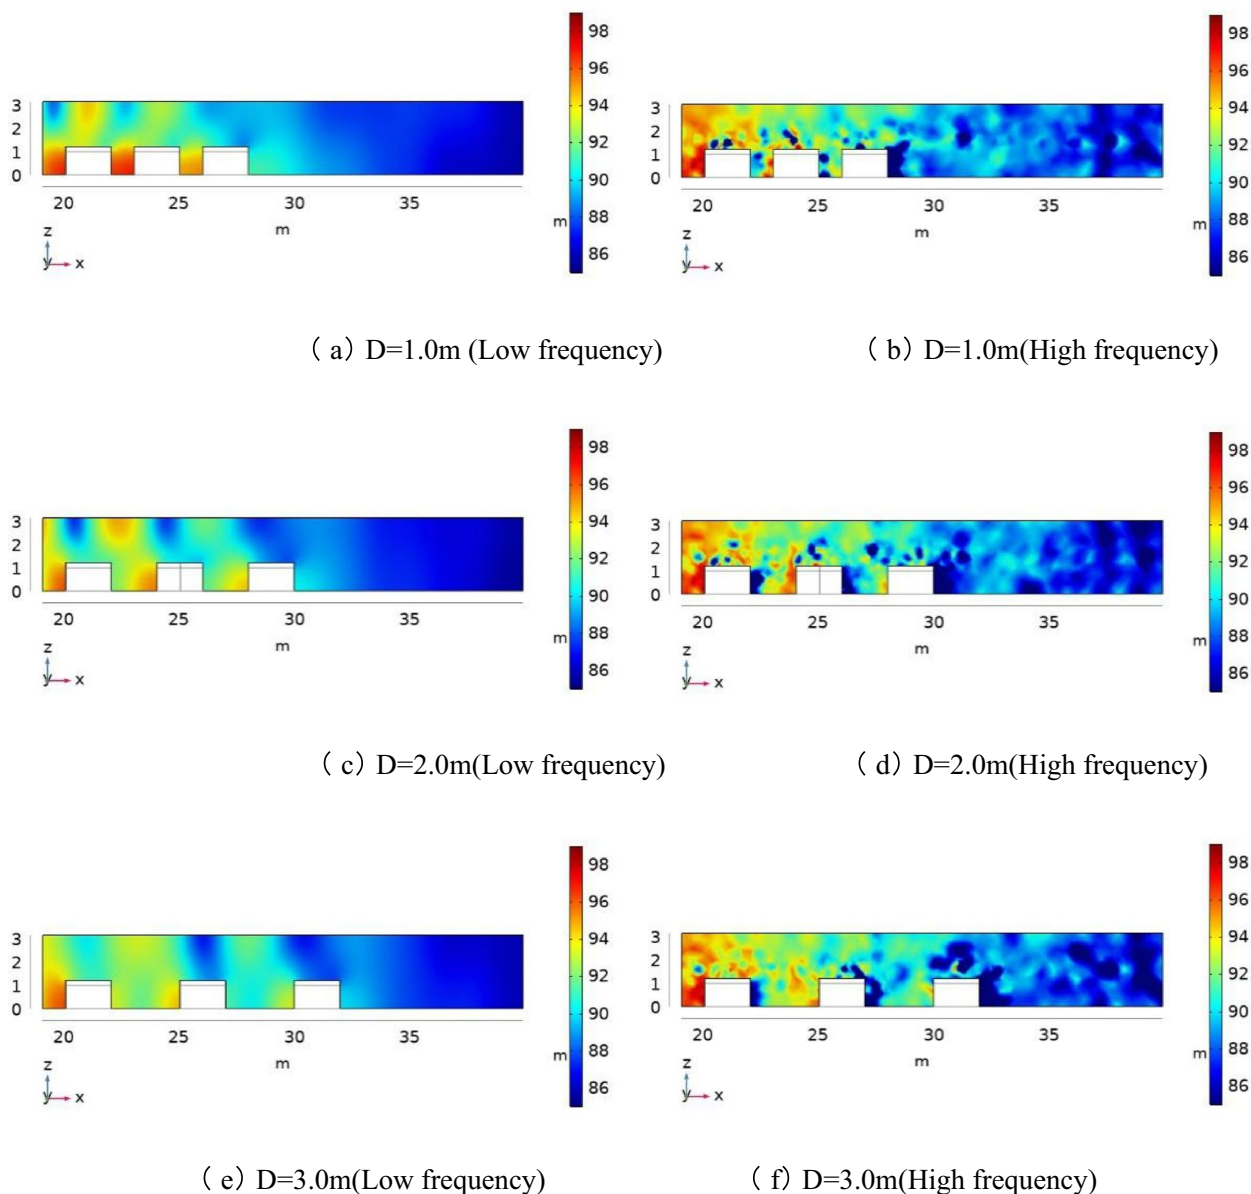 98
96
94
92
90
88
86
3
2
1
0
20 25 30 35
m
m
z
y x
98
96
94
92
90
88
86
3
2
1
0
20 25 30 35
m
m
z
y x
( a) D=1.0m (Low frequency)
( b) D=1.0m(High frequency)
98
96
94
92
90
88
86
3
2
1
0
20 25 30 35
m
m
z
y x
98
96
94
92
90
88
86
3
2
1
0
20 25 30 35
m
m
z
y x
( c) D=2.0m(Low frequency)
( d) D=2.0m(High frequency)
98
96
94
92
90
88
86
3
2
1
0
20 25 30 35
m
m
z
y x
98
96
94
92
90
88
86
3
2
1
0
20 25 30 35
m
m
z
y x
( e) D=3.0m(Low frequency)
( f) D=3.0m(High frequency)